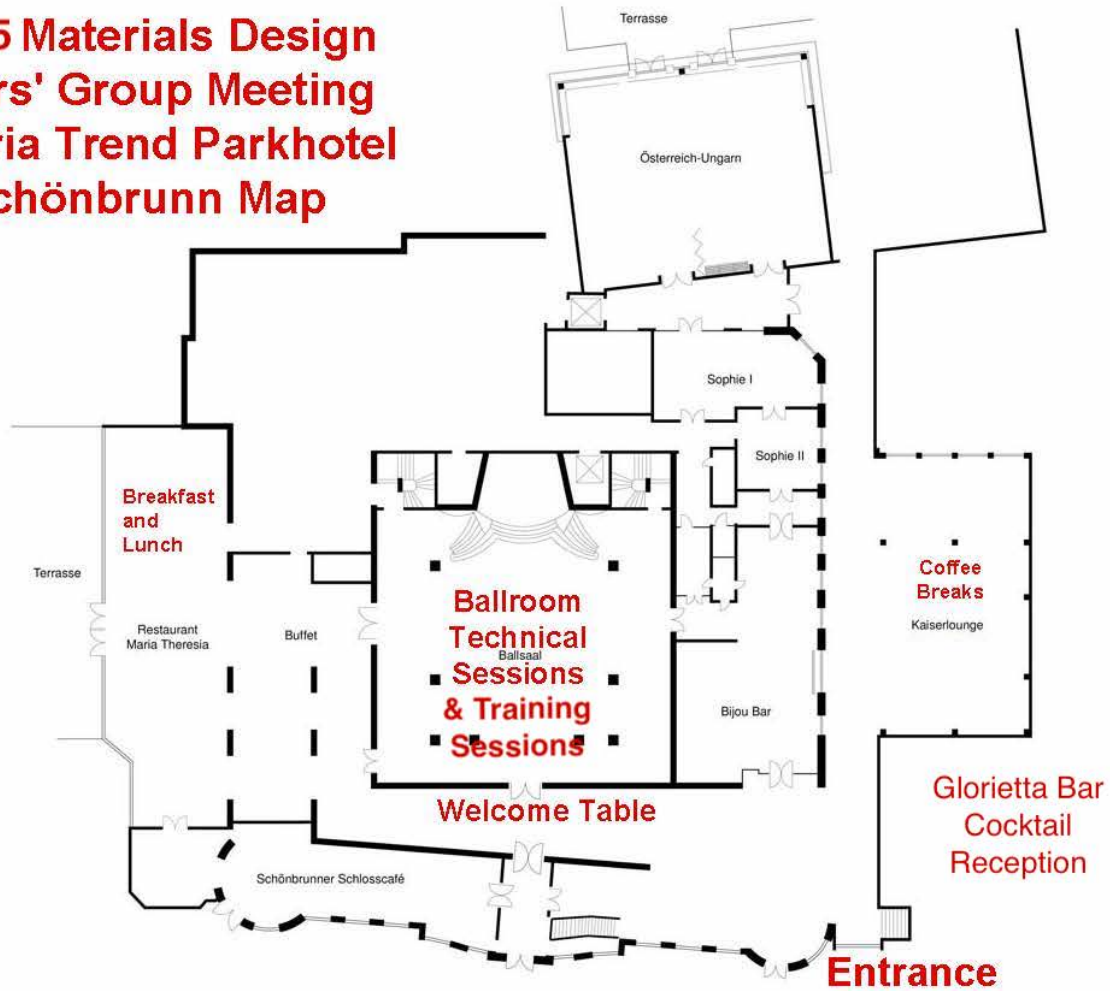 5 Materials Design
rs' Group Meeting
ria Trend Parkhotel
chönbrunn Map
Terrasse
Österreich-Ungarn
Sophie I
Sophie II
Breakfast
and
Lunch
Terrasse
Restaurant
Maria Theresia
Buffet
Ballroom
Technical
Ballsaal
Sessions
& Training
Sessions
Bijou Bar
Coffee
Breaks
Kaiserlounge
Welcome Table
Glorietta Bar
Cocktail
Reception
Schönbrunner Schlosscafé
Entrance